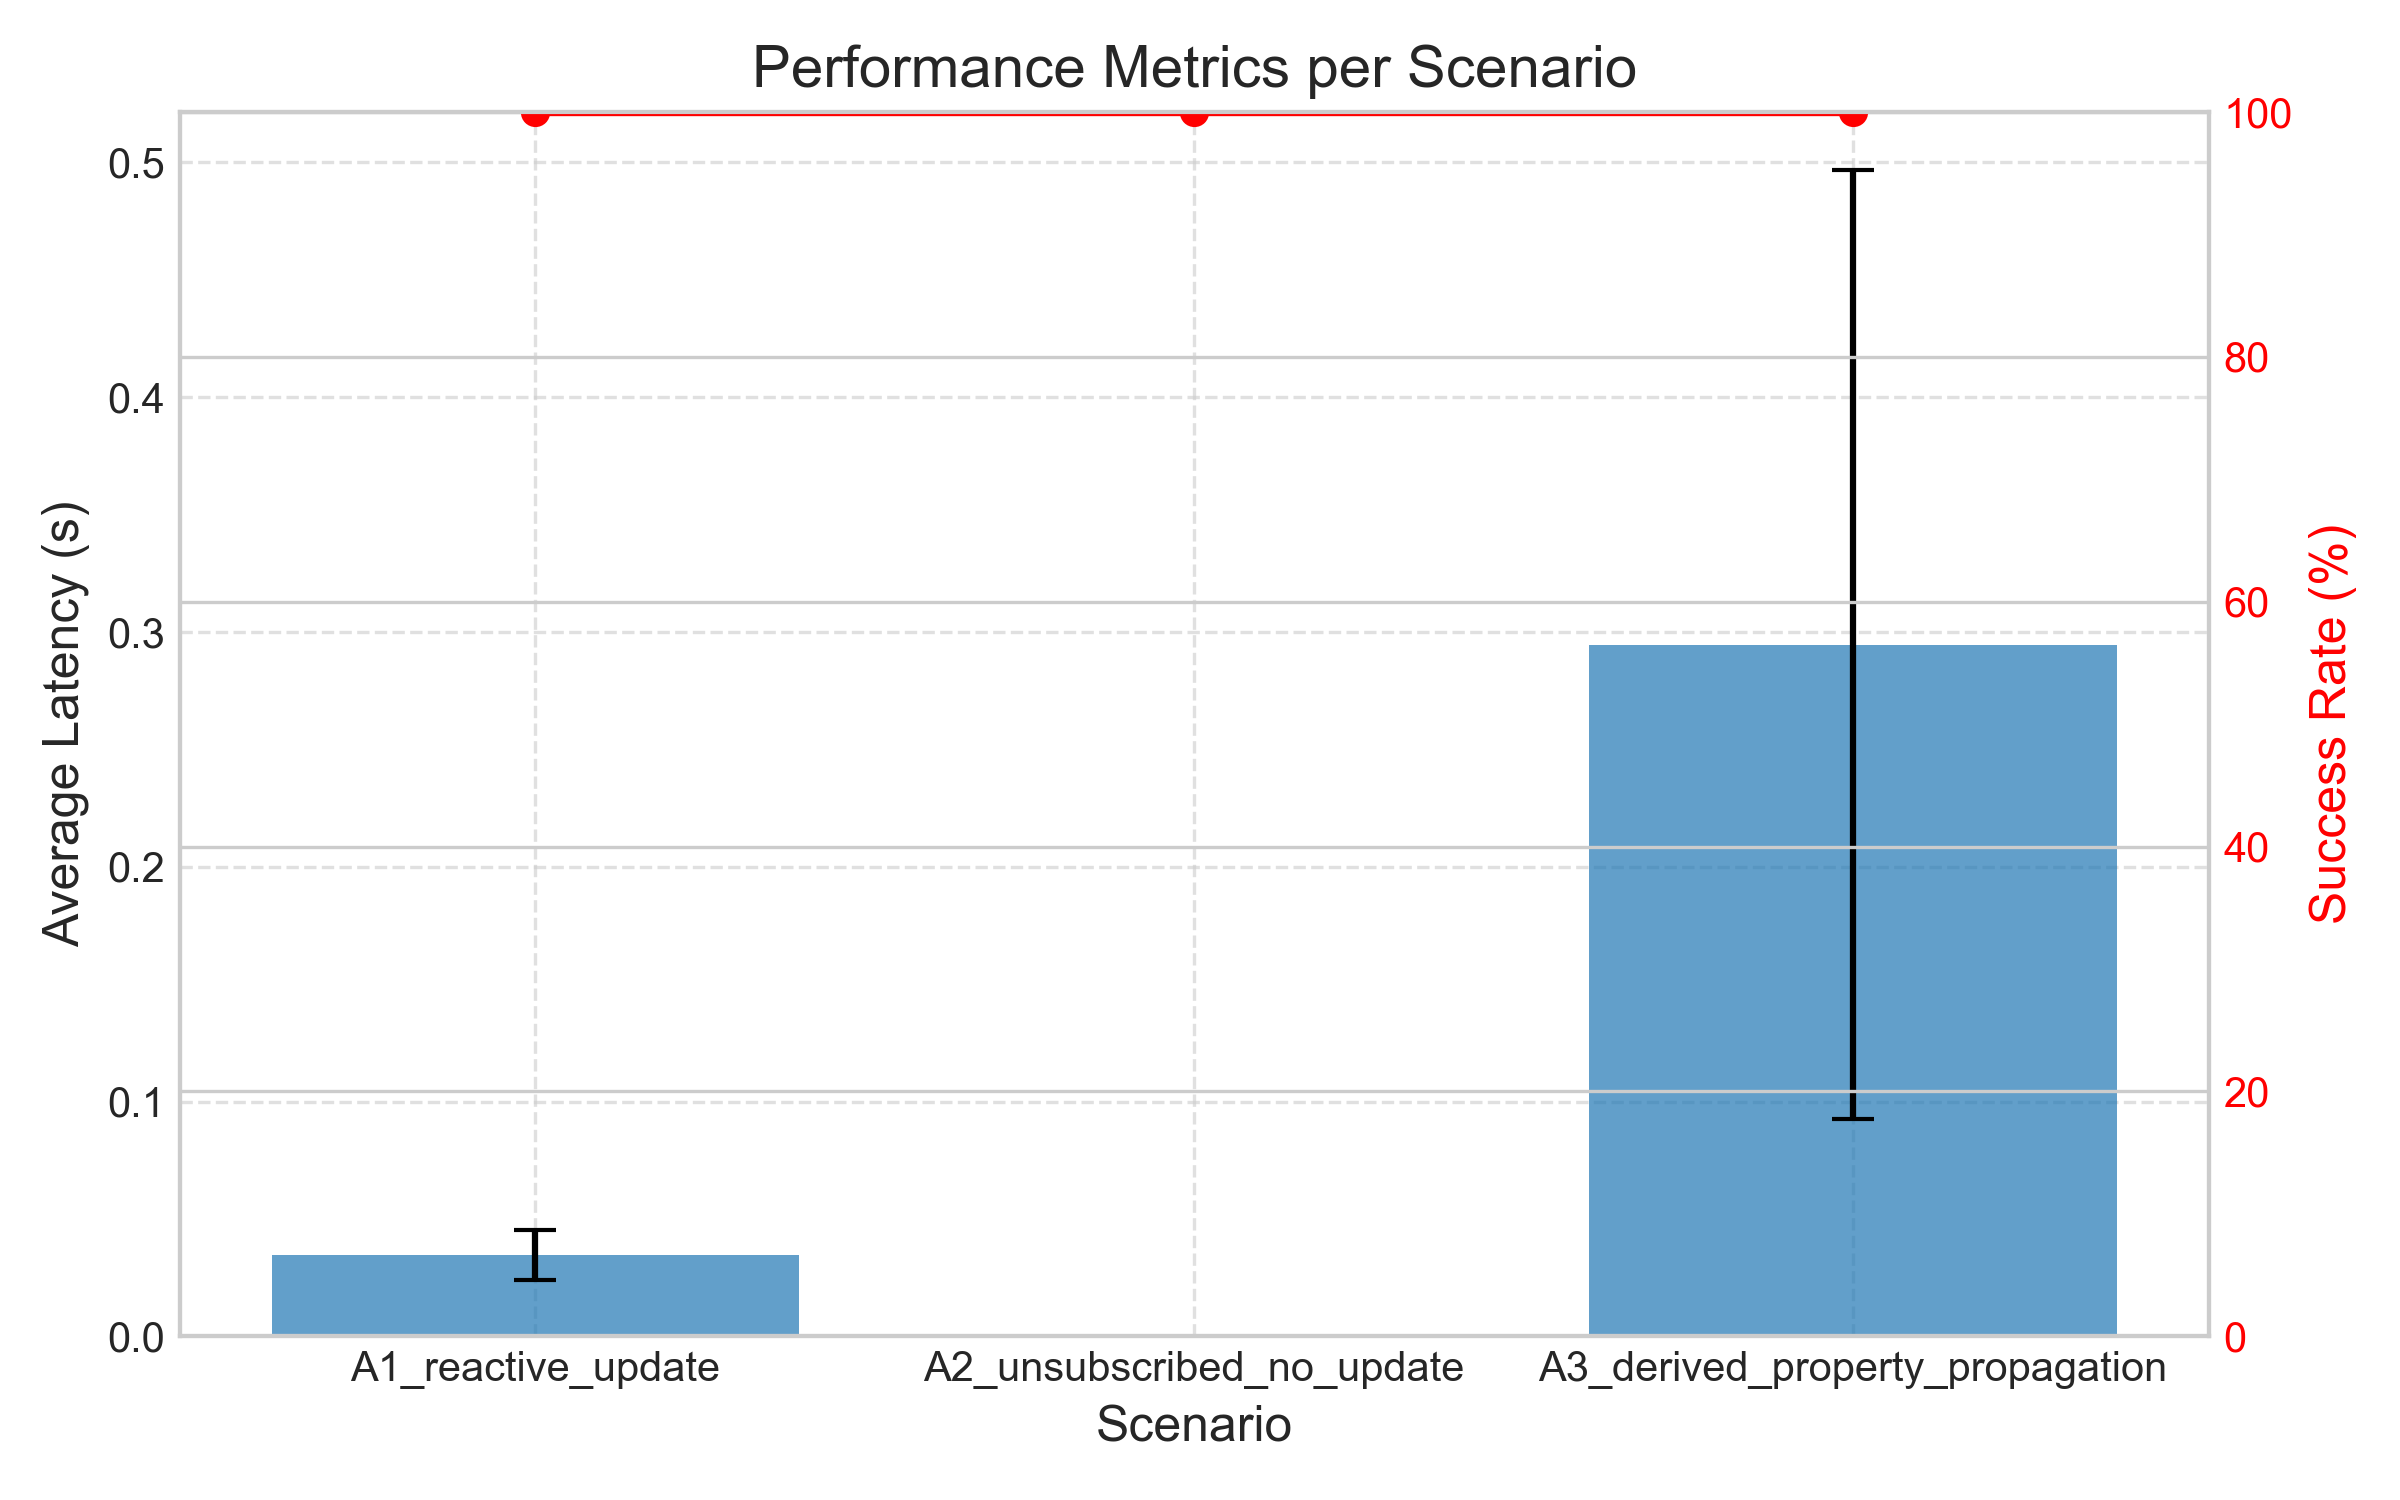 Performance Metrics per Scenario
Average Latency (s)
0.5
0.4
0.3
0.2
0.1
0.0
100
80
60
40
20
0
Success Rate (%)
A1_reactive_update
A2_unsubscribed_no_update
A3_derived_property_propagation
Scenario